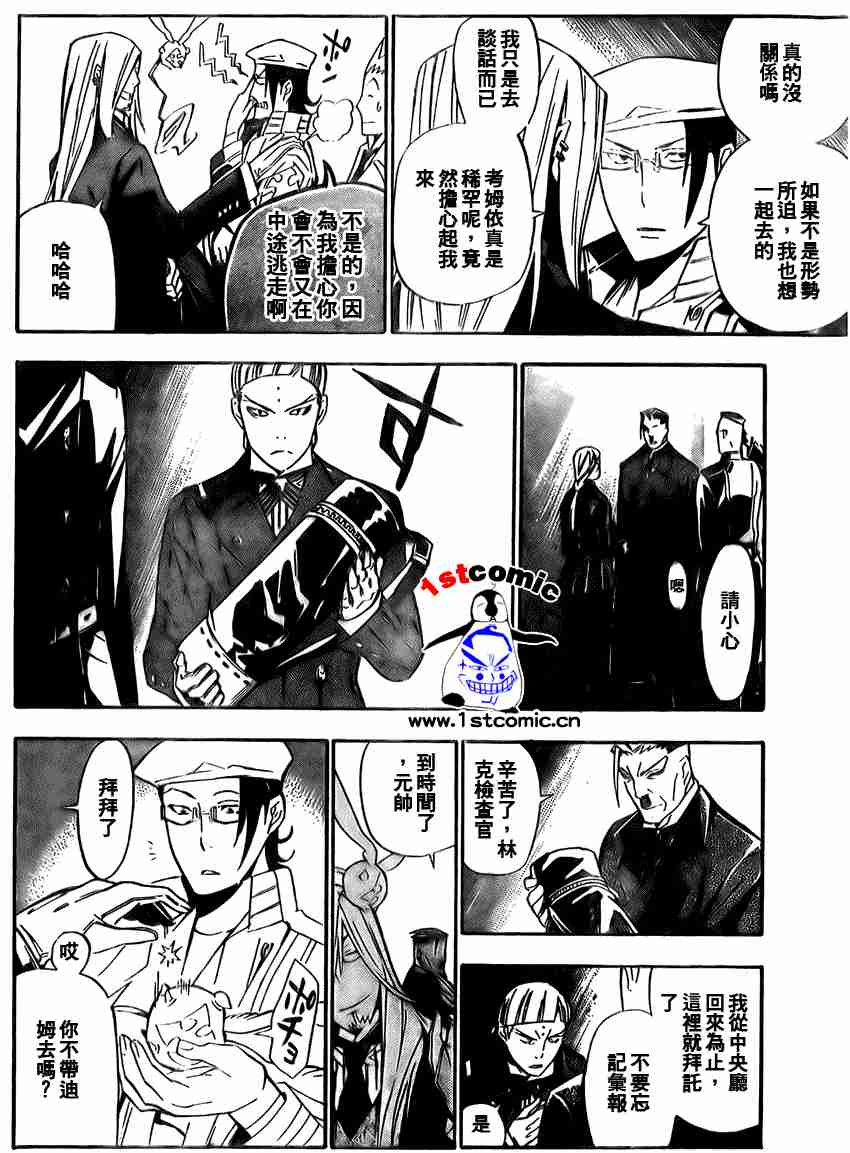 真的沒
關係嗎
如果不是形勢
所迫，我也想
一起去的
我只是去
談話而已
考姆依真是
稀罕呢，竟
然擔心起我
來
ポン
不是的，因
為我擔心你
會不會又在
中途逃走啊
哈哈哈
請小心
嗯
1stcomic
www.1stcomic.cn
辛苦了，林
克檢查官
我從中央廳
回來為止，
這裡就拜託
了
不要忘
記彙報
是
到時間了
，元帥
拜拜了
ポチョ
哎
你不帶迪
姆去嗎？